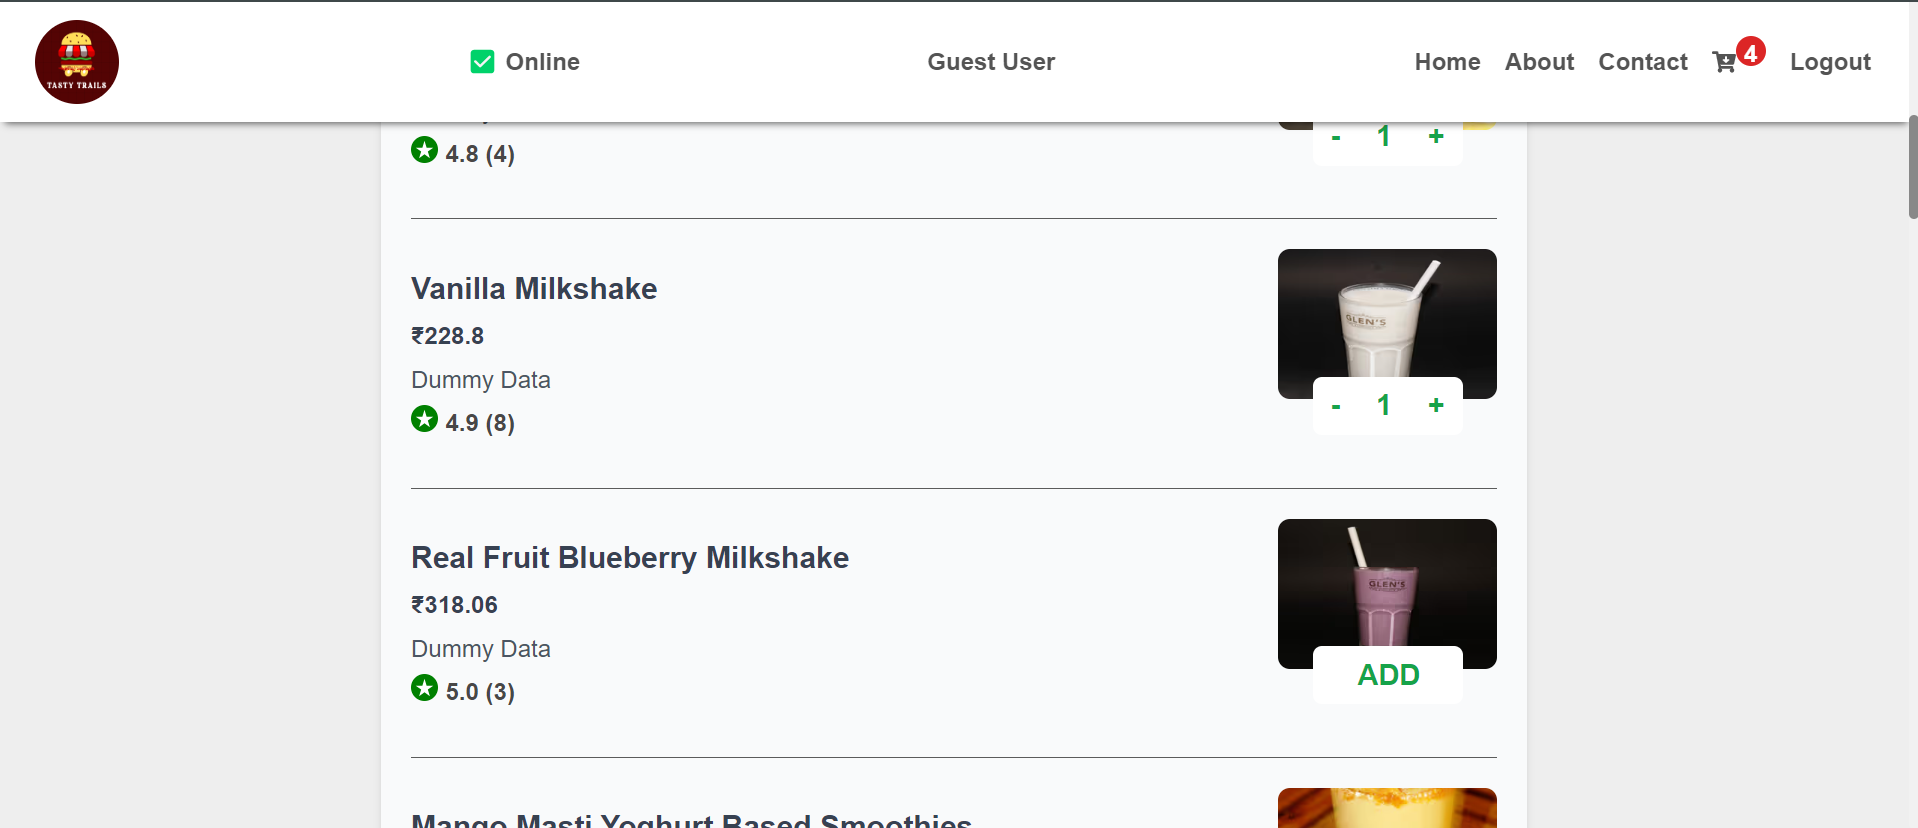 TASTY TRAILS
Online
Guest User
Home About Contact 4 Logout
4.8 (4)
- 1 +
Vanilla Milkshake
₹228.8
Dummy Data
4.9 (8)
GLEN'S
- 1 +
Real Fruit Blueberry Milkshake
₹318.06
Dummy Data
5.0 (3)
GLEN'S
ADD
Mango Masti Yoghurt Based Smoothies